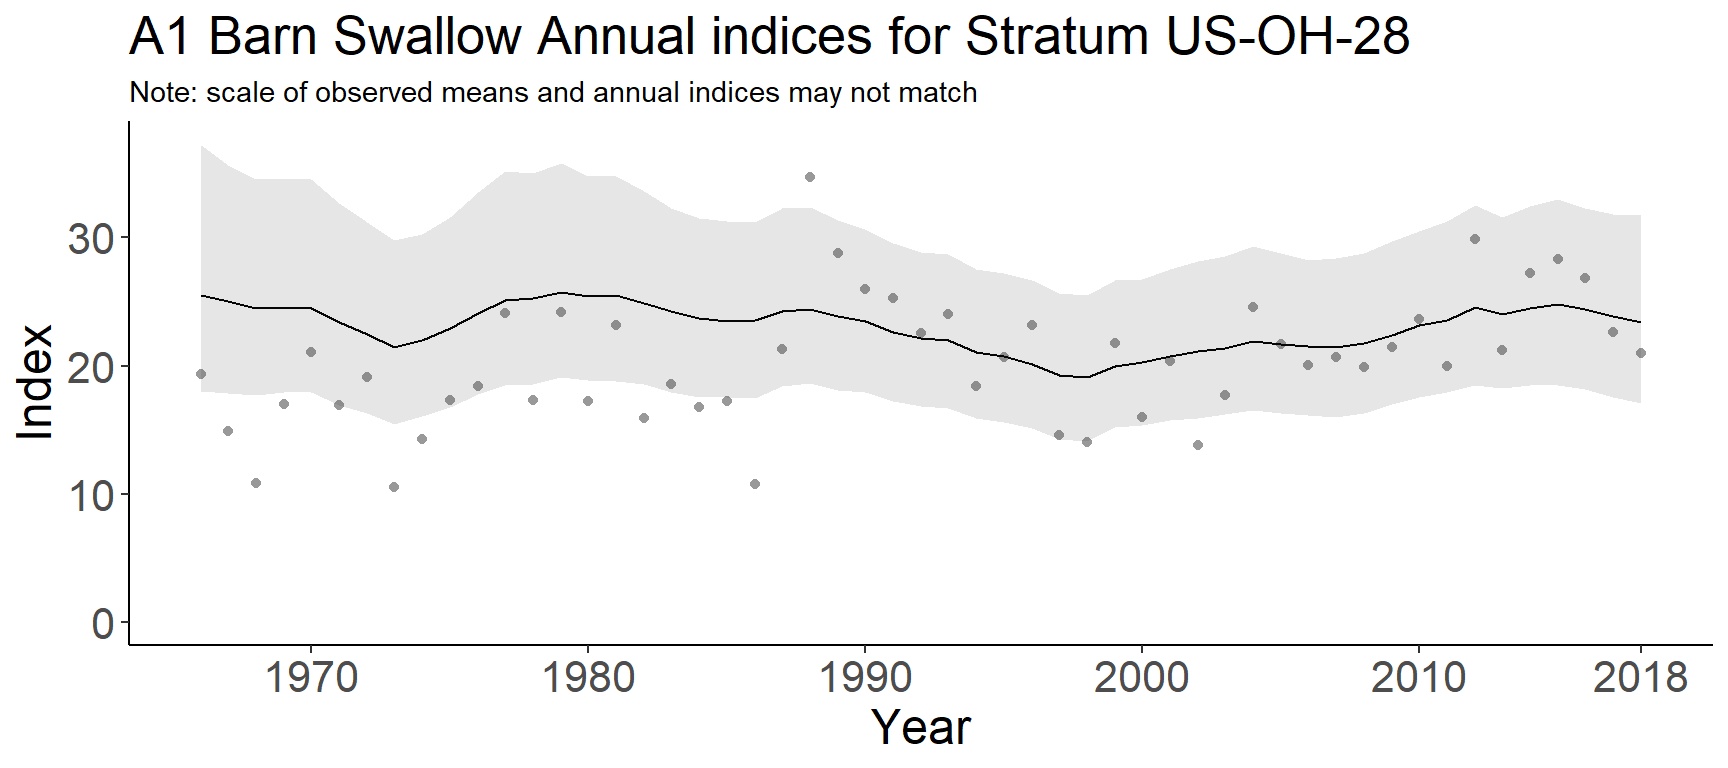 A1 Barn Swallow Annual indices for Stratum US-OH-28
Note: scale of observed means and annual indices may not match
30
20
10
0
Index
1970 1980 1990 2000 2010 2018
Year